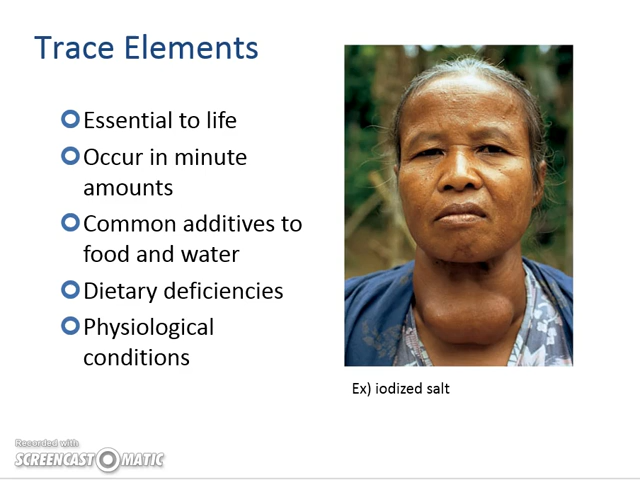 Trace Elements
Essential to life
Occur in minute
amounts
Common additives to
food and water
Dietary deficiencies
Physiological
conditions
Ex) iodized salt
Recorded with
SCREENCAST-O-MATIC